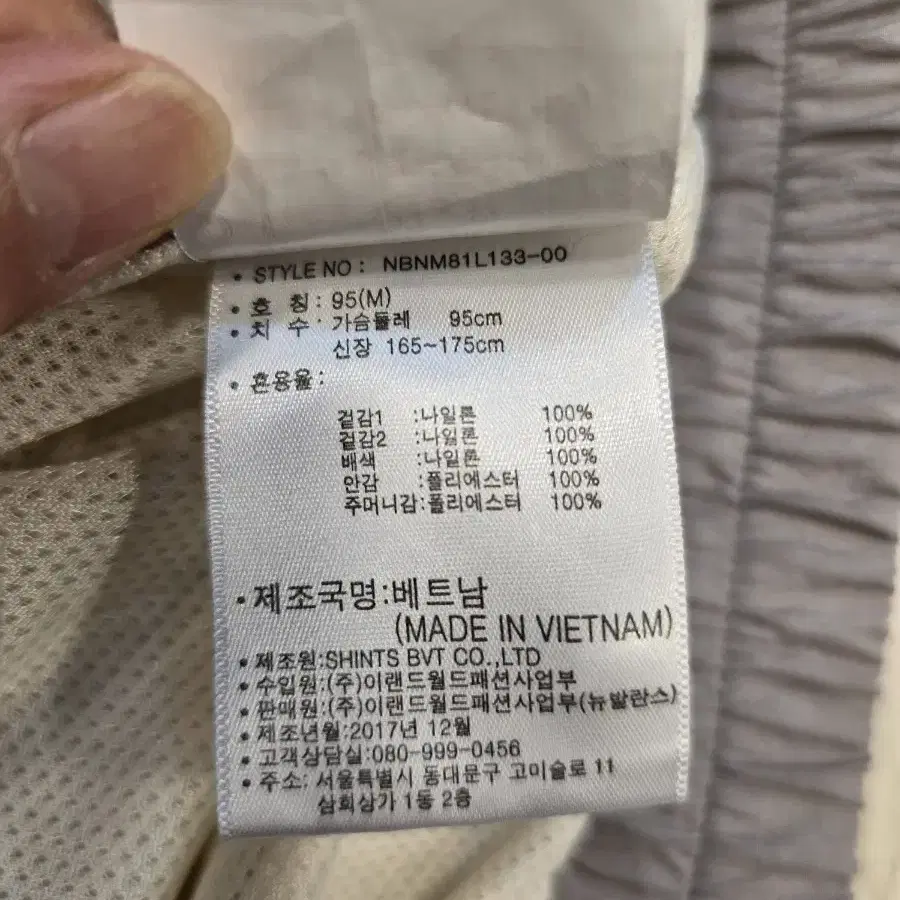 • STYLE NO : NBNM81L133-00
• 호 칭 : 95(M)
• 치 수 : 가슴둘레 95cm
신장 165~175cm
• 혼용율 :
겉감1 :나일론 100%
겉감2 :나일론 100%
배색 :나일론 100%
안감 :폴리에스터 100%
주머니감:폴리에스터 100%
• 제조국명:베트남
(MADE IN VIETNAM)
• 제조원:SHINTS BVT CO.,LTD
• 수입원:(주)이랜드월드패션사업부
• 판매원:(주)이랜드월드패션사업부(뉴발란스)
• 제조년월:2017년 12월
• 고객상담실:080-999-0456
• 주소: 서울특별시 동대문구 고미술로 11
삼희상가 1동 2층